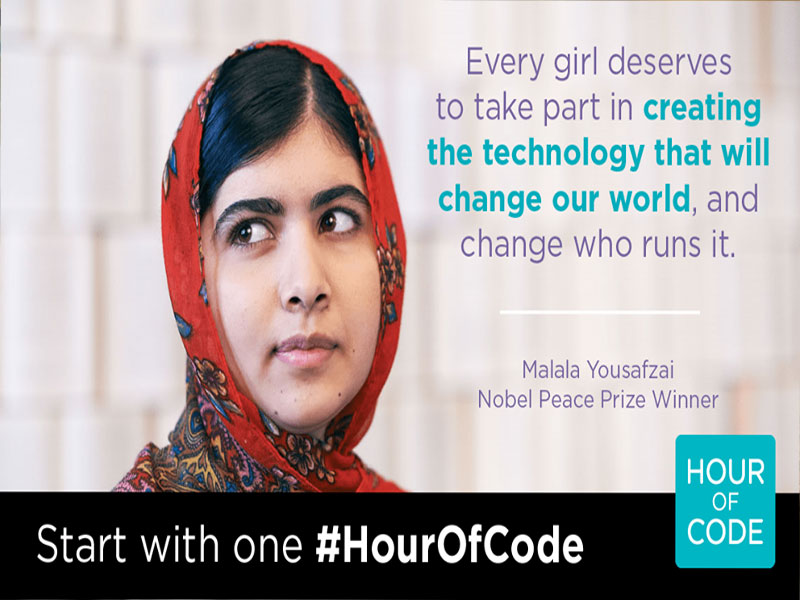 Every girl deserves
to take part in creating
the technology that will
change our world, and
change who runs it.
Malala Yousafzai
Nobel Peace Prize Winner
HOUR
OF
CODE
Start with one #HourOfCode